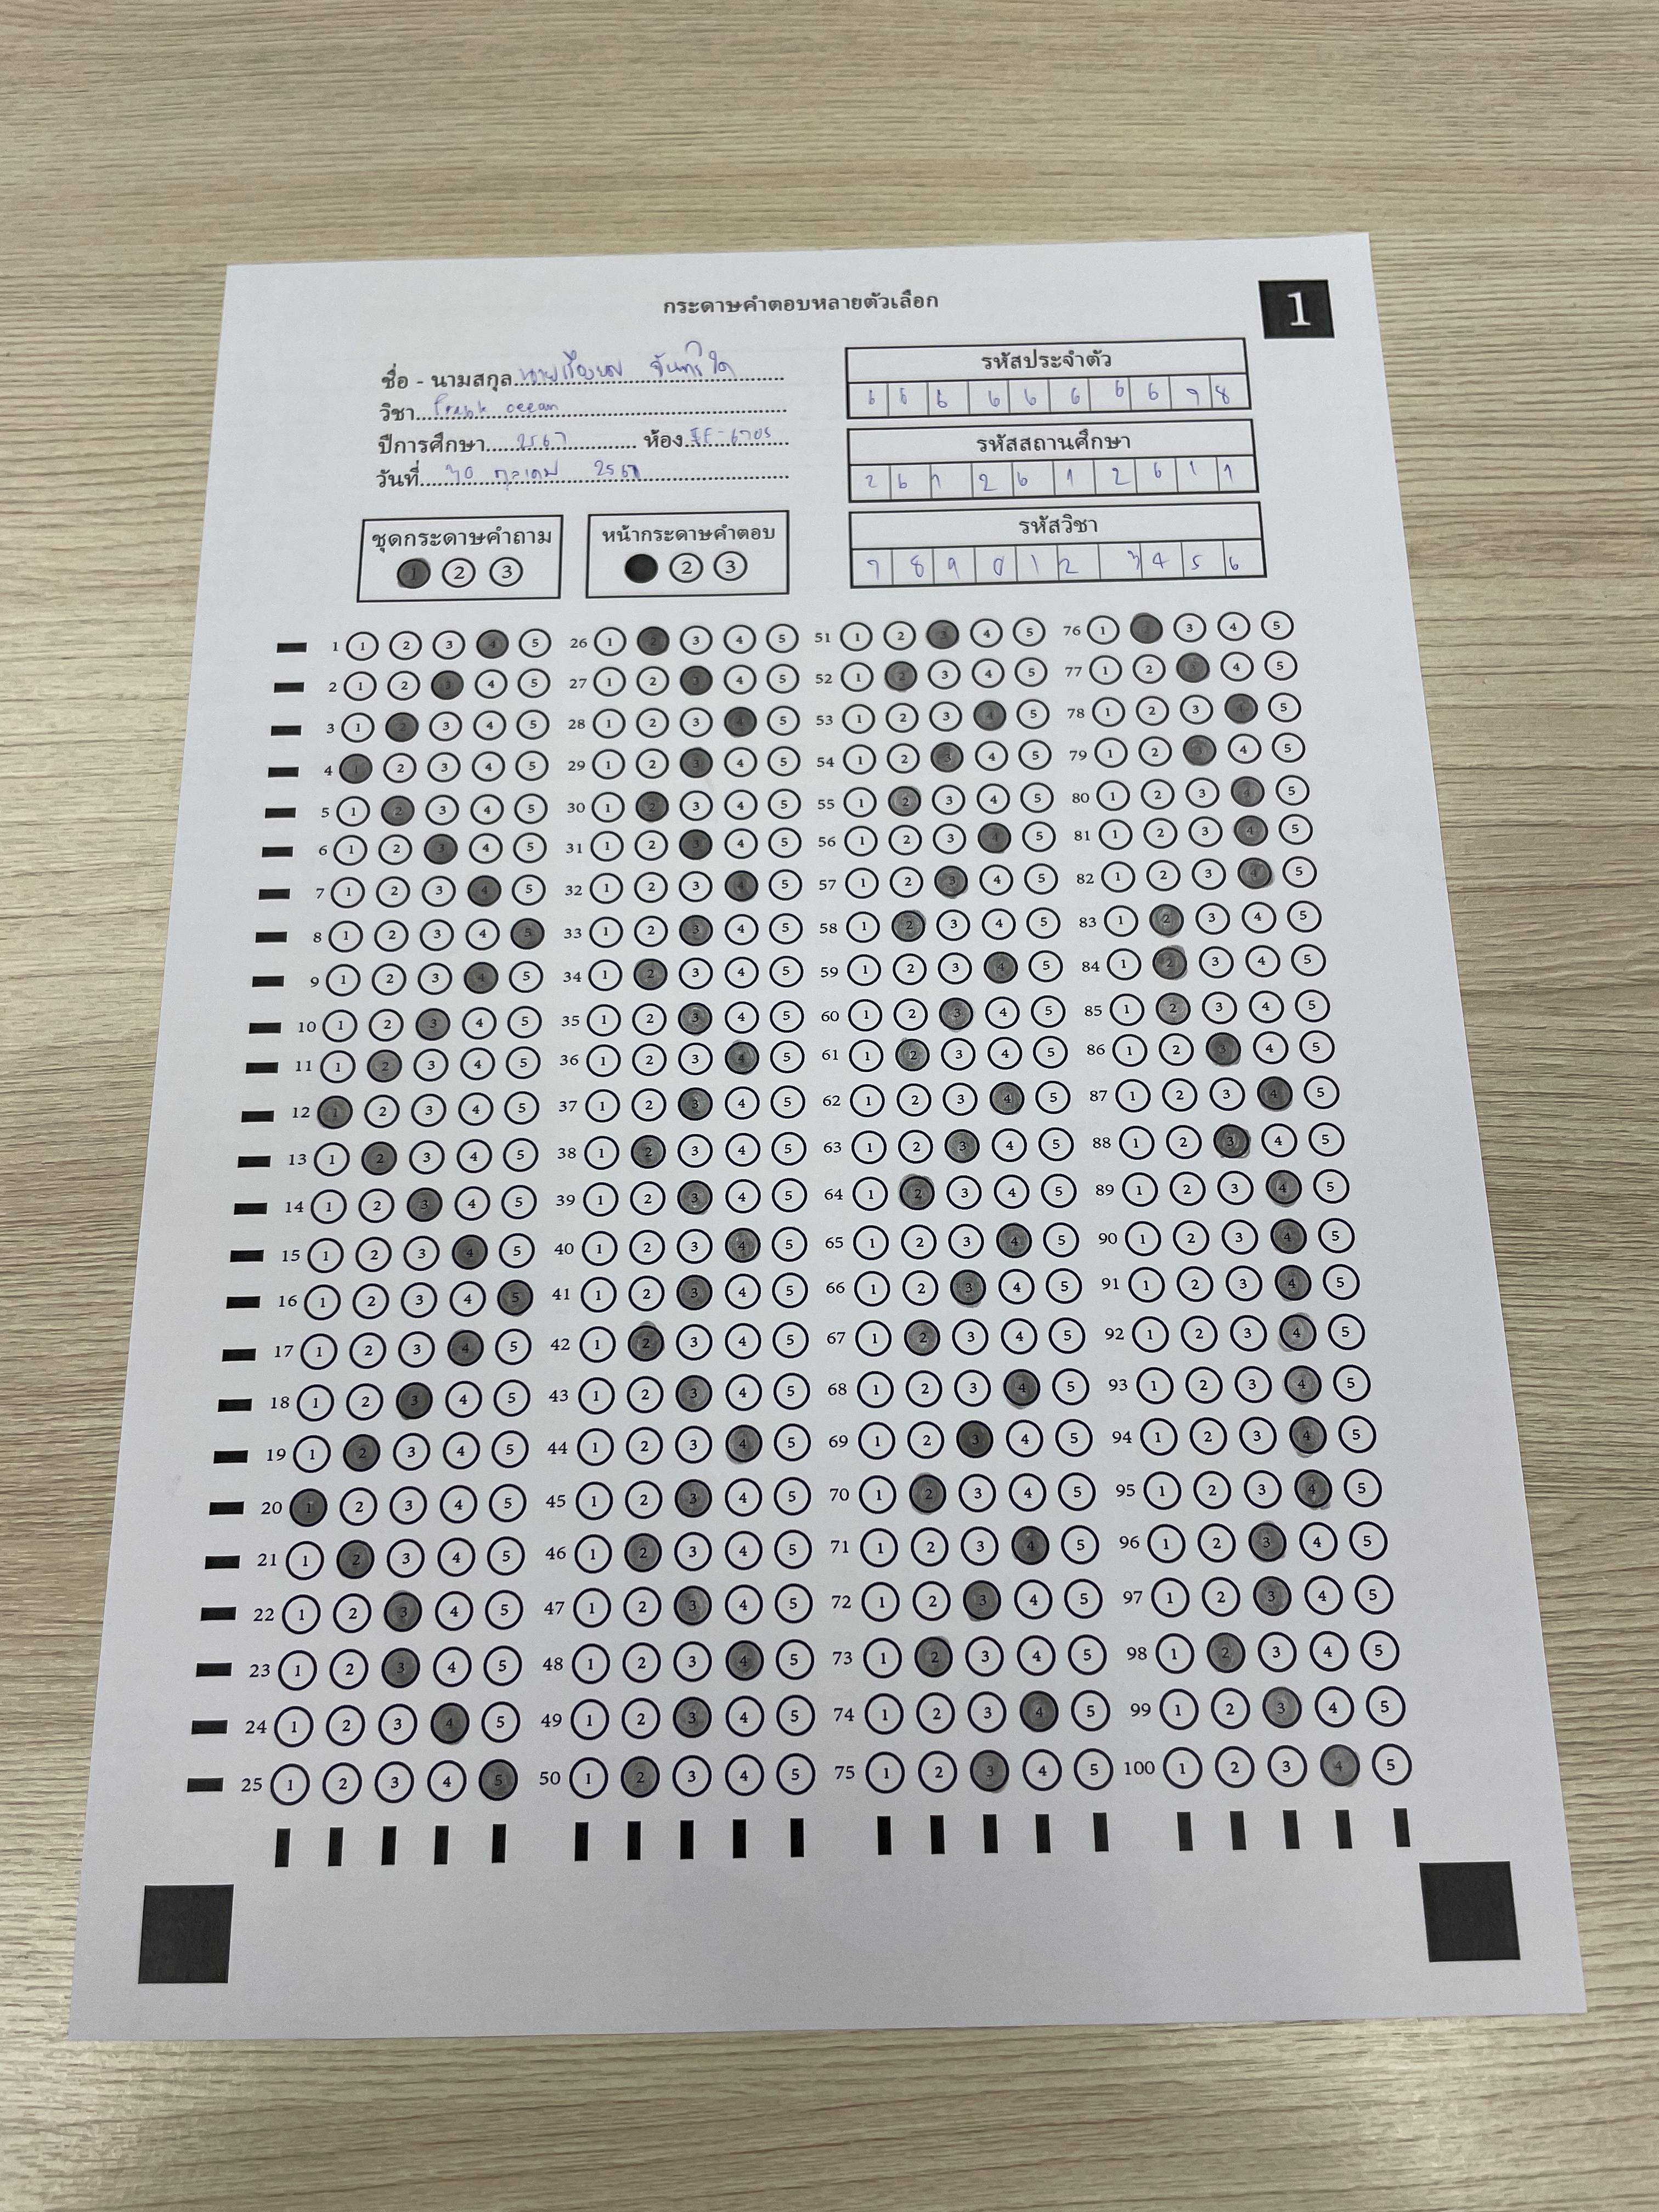 กระดาษคำตอบหลายตัวเลือก
1
ชื่อ - นามสกุล
วิชา frank ocean
ปีการศึกษา 2567 ห้อง
วันที่ 30 ตุลาคม 2567
รหัสประจำตัว
6 6 6 6 6 6 6 6 7 8
รหัสสถานศึกษา
2 6 1 2 6 1 2 6 1 1
รหัสวิชา
7 8 9 0 1 2 3 4 5 6
ชุดกระดาษคำถาม
1 2 3
หน้ากระดาษคำตอบ
2 3
1 1 2 3 4 5 26 1 2 3 4 5 51 1 2 3 4 5 76 1 2 3 4 5
2 1 2 3 4 5 27 1 2 3 4 5 52 1 2 3 4 5 77 1 2 3 4 5
3 1 2 3 4 5 28 1 2 3 4 5 53 1 2 3 4 5 78 1 2 3 4 5
4 1 2 3 4 5 29 1 2 3 4 5 54 1 2 3 4 5 79 1 2 3 4 5
5 1 2 3 4 5 30 1 2 3 4 5 55 1 2 3 4 5 80 1 2 3 4 5
6 1 2 3 4 5 31 1 2 3 4 5 56 1 2 3 4 5 81 1 2 3 4 5
7 1 2 3 4 5 32 1 2 3 4 5 57 1 2 3 4 5 82 1 2 3 4 5
8 1 2 3 4 5 33 1 2 3 4 5 58 1 2 3 4 5 83 1 2 3 4 5
9 1 2 3 4 5 34 1 2 3 4 5 59 1 2 3 4 5 84 1 2 3 4 5
10 1 2 3 4 5 35 1 2 3 4 5 60 1 2 3 4 5 85 1 2 3 4 5
11 1 2 3 4 5 36 1 2 3 4 5 61 1 2 3 4 5 86 1 2 3 4 5
12 1 2 3 4 5 37 1 2 3 4 5 62 1 2 3 4 5 87 1 2 3 4 5
13 1 2 3 4 5 38 1 2 3 4 5 63 1 2 3 4 5 88 1 2 3 4 5
14 1 2 3 4 5 39 1 2 3 4 5 64 1 2 3 4 5 89 1 2 3 4 5
15 1 2 3 4 5 40 1 2 3 4 5 65 1 2 3 4 5 90 1 2 3 4 5
16 1 2 3 4 5 41 1 2 3 4 5 66 1 2 3 4 5 91 1 2 3 4 5
17 1 2 3 4 5 42 1 2 3 4 5 67 1 2 3 4 5 92 1 2 3 4 5
18 1 2 3 4 5 43 1 2 3 4 5 68 1 2 3 4 5 93 1 2 3 4 5
19 1 2 3 4 5 44 1 2 3 4 5 69 1 2 3 4 5 94 1 2 3 4 5
20 1 2 3 4 5 45 1 2 3 4 5 70 1 2 3 4 5 95 1 2 3 4 5
21 1 2 3 4 5 46 1 2 3 4 5 71 1 2 3 4 5 96 1 2 3 4 5
22 1 2 3 4 5 47 1 2 3 4 5 72 1 2 3 4 5 97 1 2 3 4 5
23 1 2 3 4 5 48 1 2 3 4 5 73 1 2 3 4 5 98 1 2 3 4 5
24 1 2 3 4 5 49 1 2 3 4 5 74 1 2 3 4 5 99 1 2 3 4 5
25 1 2 3 4 5 50 1 2 3 4 5 75 1 2 3 4 5 100 1 2 3 4 5